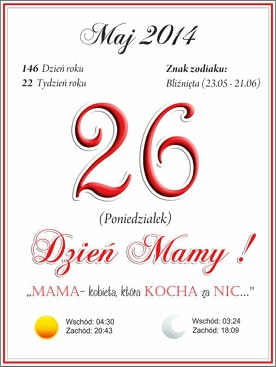 Maj 2014
146 Dzień roku
22 Tydzień roku
Znak zodiaku:
Bliźnięta (23.05 - 21.06)
26
(Poniedziałek)
Dzień Mamy !
„MAMA- kobieta, która KOCHA za NIC..."
Wschód: 04:30
Zachód: 20:43
Wschód: 03:24
Zachód: 18:09